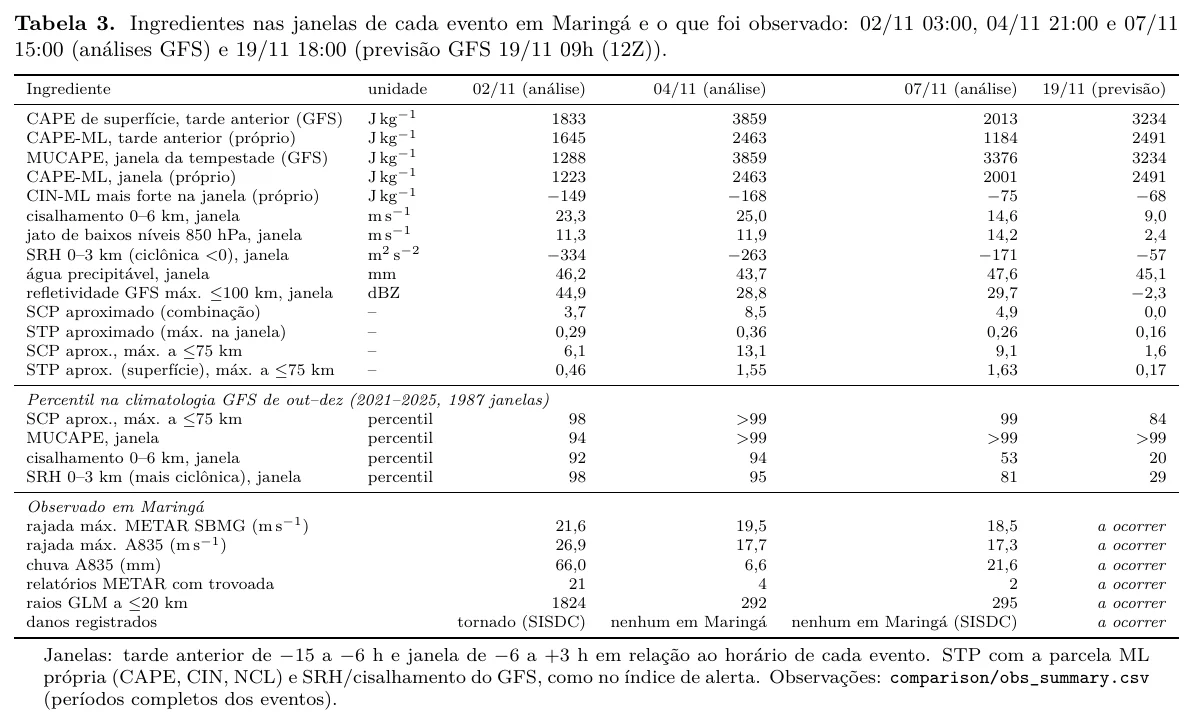 Tabela 3. Ingredientes nas janelas de cada evento em Maringá e o que foi observado: 02/11 03:00, 04/11 21:00 e 07/11
15:00 (análises GFS) e 19/11 18:00 (previsão GFS 19/11 09h (12Z)).
Ingrediente unidade 02/11 (análise) 04/11 (análise) 07/11 (análise) 19/11 (previsão)
CAPE de superfície, tarde anterior (GFS) J kg⁻¹ 1833 3859 2013 3234
CAPE-ML, tarde anterior (próprio) J kg⁻¹ 1645 2463 1184 2491
MUCAPE, janela da tempestade (GFS) J kg⁻¹ 1288 3859 3376 3234
CAPE-ML, janela (próprio) J kg⁻¹ 1223 2463 2001 2491
CIN-ML mais forte na janela (próprio) J kg⁻¹ −149 −168 −75 −68
cisalhamento 0–6 km, janela m s⁻¹ 23,3 25,0 14,6 9,0
jato de baixos níveis 850 hPa, janela m s⁻¹ 11,3 11,9 14,2 2,4
SRH 0–3 km (ciclônica <0), janela m² s⁻² −334 −263 −171 −57
água precipitável, janela mm 46,2 43,7 47,6 45,1
refletividade GFS máx. ≤100 km, janela dBZ 44,9 28,8 29,7 −2,3
SCP aproximado (combinação) – 3,7 8,5 4,9 0,0
STP aproximado (máx. na janela) – 0,29 0,36 0,26 0,16
SCP aprox., máx. a ≤75 km – 6,1 13,1 9,1 1,6
STP aprox. (superfície), máx. a ≤75 km – 0,46 1,55 1,63 0,17
Percentil na climatologia GFS de out–dez (2021–2025, 1987 janelas)
SCP aprox., máx. a ≤75 km percentil 98 >99 99 84
MUCAPE, janela percentil 94 >99 >99 >99
cisalhamento 0–6 km, janela percentil 92 94 53 20
SRH 0–3 km (mais ciclônica), janela percentil 98 95 81 29
Observado em Maringá
rajada máx. METAR SBMG (m s⁻¹) 21,6 19,5 18,5 a ocorrer
rajada máx. A835 (m s⁻¹) 26,9 17,7 17,3 a ocorrer
chuva A835 (mm) 66,0 6,6 21,6 a ocorrer
relatórios METAR com trovoada 21 4 2 a ocorrer
raios GLM a ≤20 km 1824 292 295 a ocorrer
danos registrados tornado (SISDC) nenhum em Maringá nenhum em Maringá (SISDC) a ocorrer
Janelas: tarde anterior de −15 a −6 h e janela de −6 a +3 h em relação ao horário de cada evento. STP com a parcela ML
própria (CAPE, CIN, NCL) e SRH/cisalhamento do GFS, como no índice de alerta. Observações: comparison/obs_summary.csv
(períodos completos dos eventos).